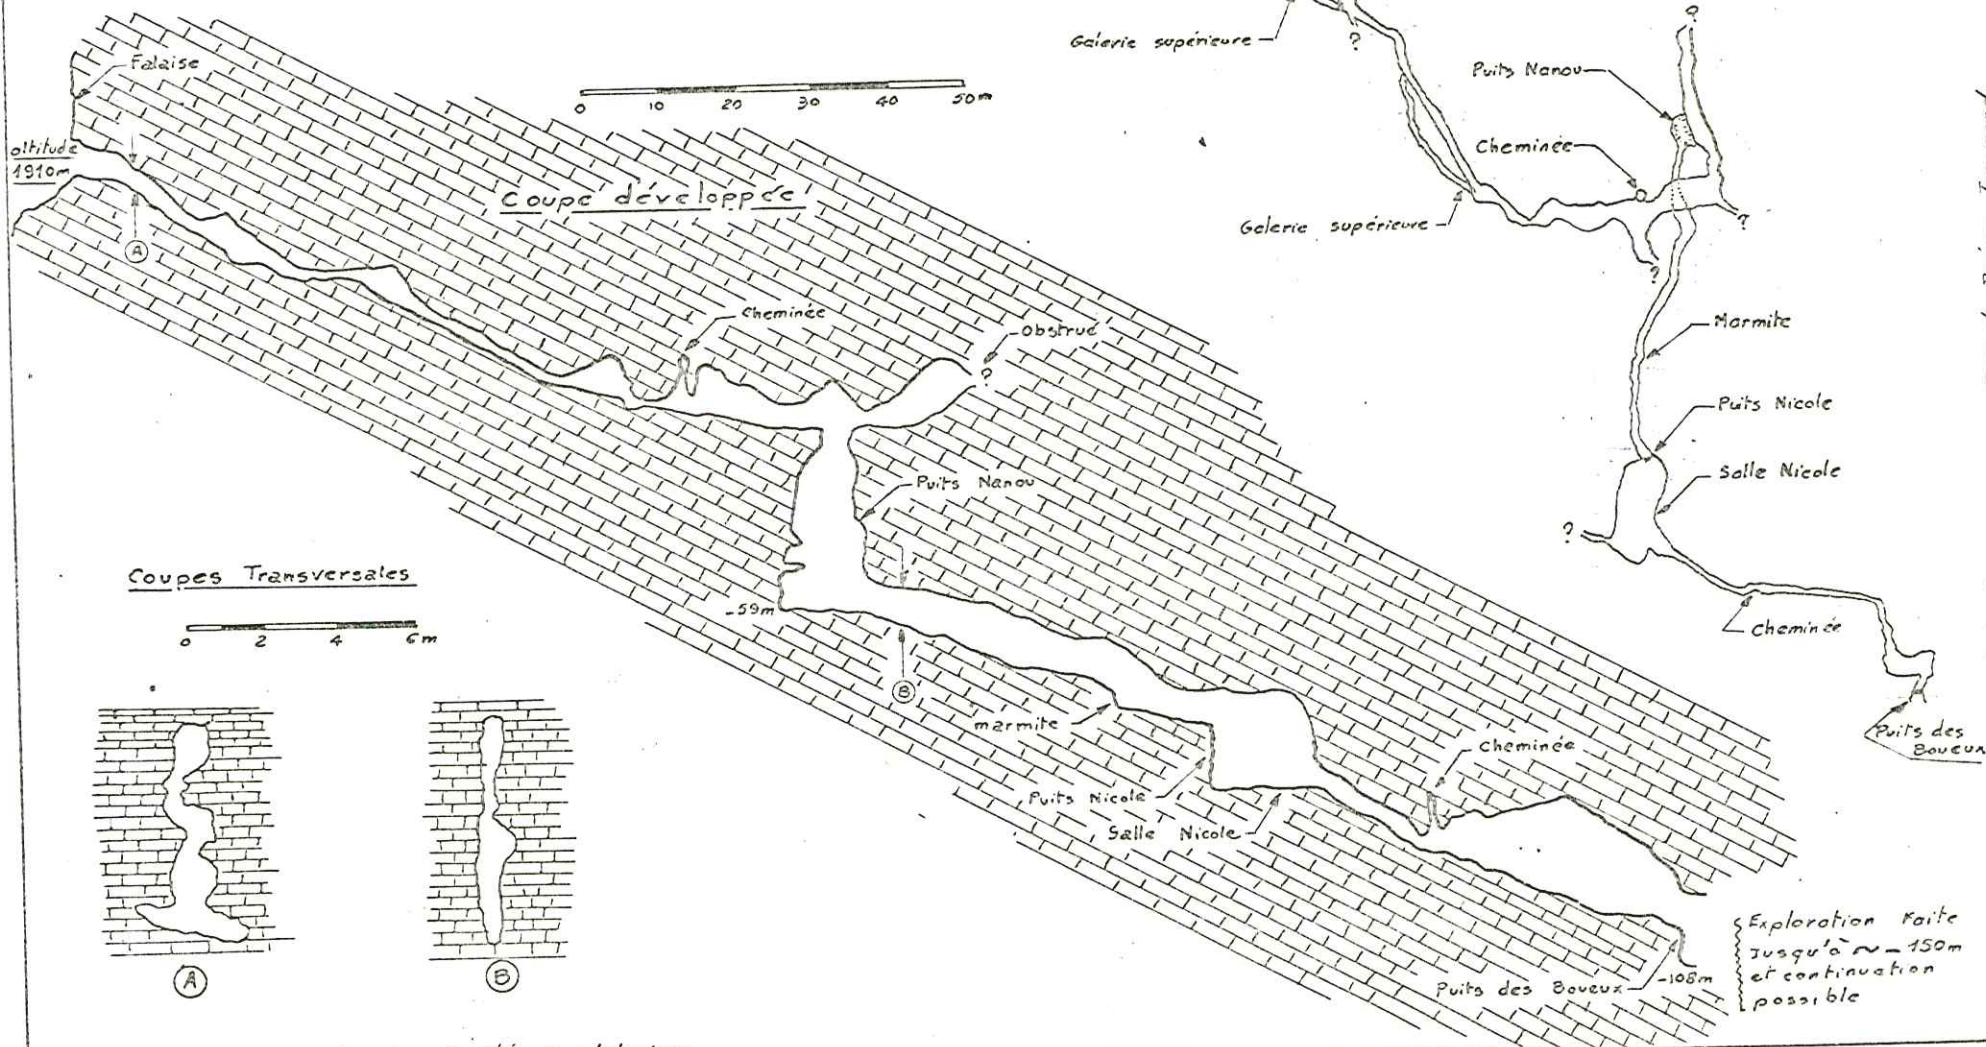 Falaise
altitude
1910m
0 10 20 30 40 50m
Coupe développée
A
Cheminée
Obstrué
?
Puits Nanou
-59m
B
marmite
Puits Nicole
Salle Nicole
Cheminée
Puits des Boueux
-108m
Exploration faite
Jusqu'à ~ -150m
et continuation
possible
Coupes Transversales
0 2 4 6m
A
B
Galerie supérieure
?
?
Puits Nanou
Cheminée
Galerie supérieure
?
?
Marmite
Puits Nicole
Salle Nicole
?
Cheminée
Puits des
Boueux